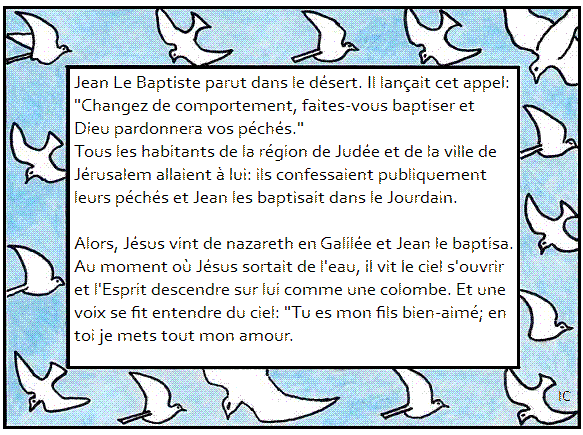 Jean Le Baptiste parut dans le désert. Il lançait cet appel:
"Changez de comportement, faites-vous baptiser et
Dieu pardonnera vos péchés."
Tous les habitants de la région de Judée et de la ville de
Jérusalem allaient à lui: ils confessaient publiquement
leurs péchés et Jean les baptisait dans le Jourdain.

Alors, Jésus vint de nazareth en Galilée et Jean le baptisa.
Au moment où Jésus sortait de l'eau, il vit le ciel s'ouvrir
et l'Esprit descendre sur lui comme une colombe. Et une
voix se fit entendre du ciel: "Tu es mon fils bien-aimé; en
toi je mets tout mon amour.
IC